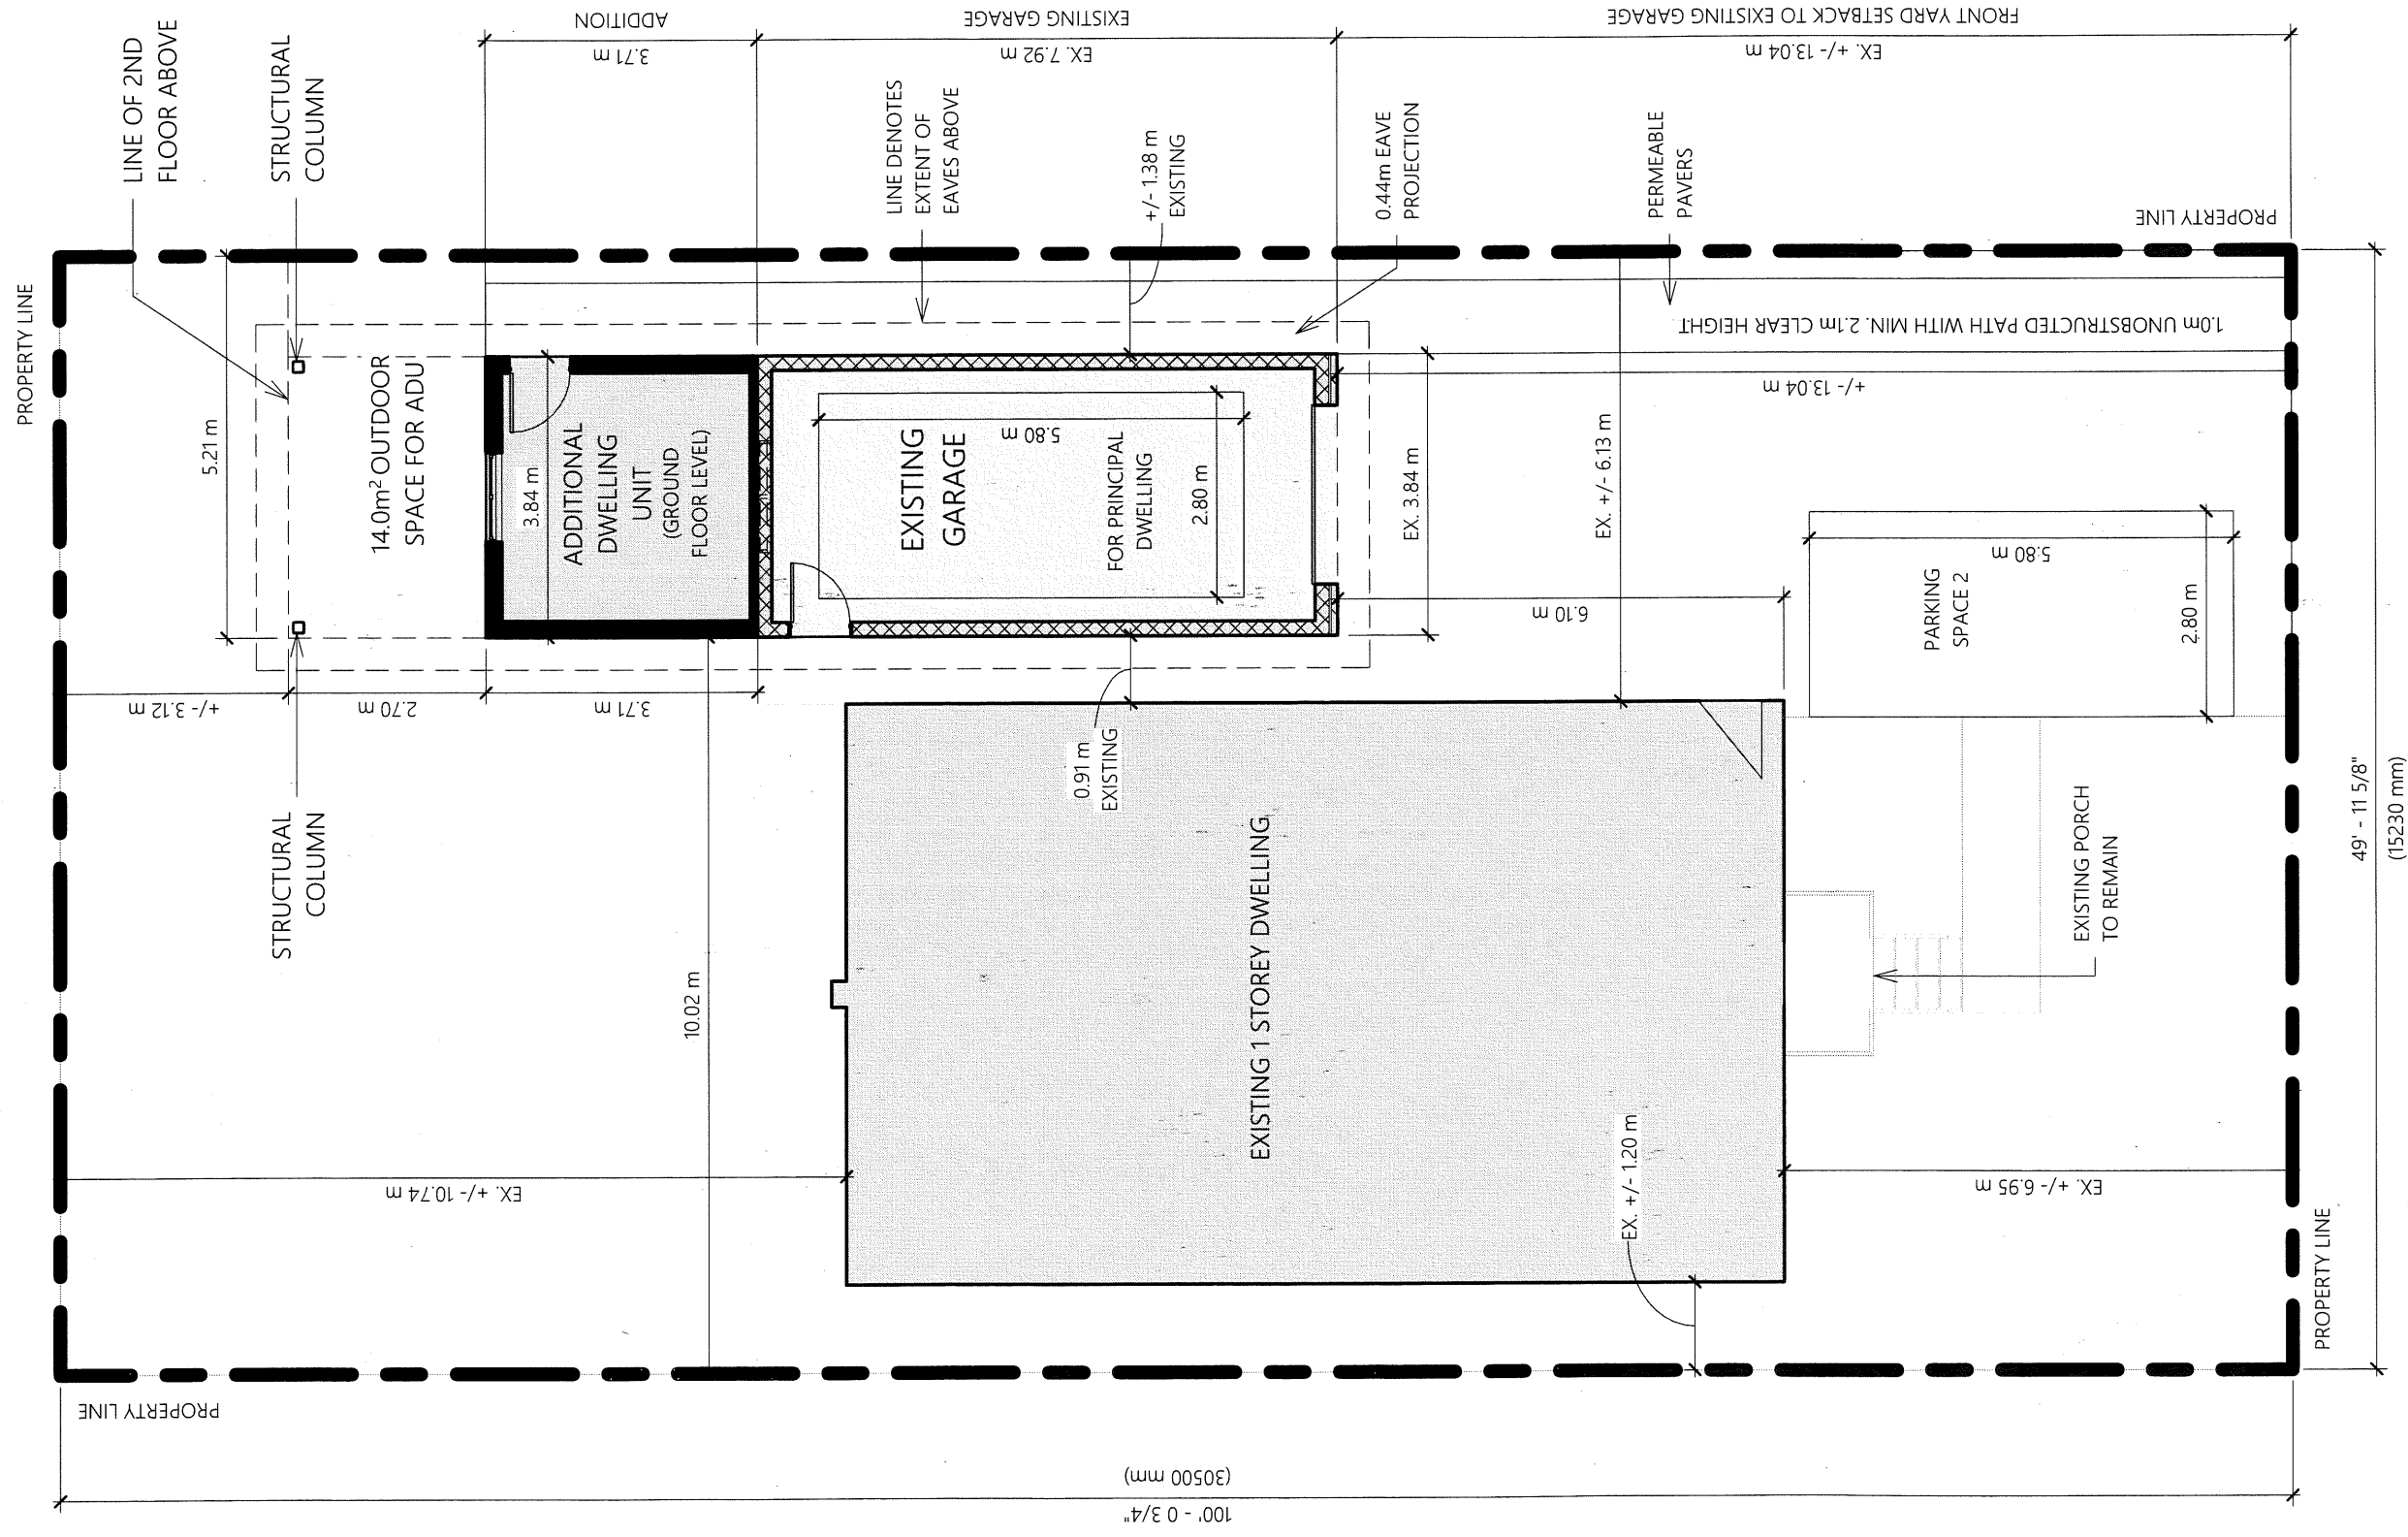 ADDITION
3.71 m
EXISTING GARAGE
EX. 7.92 m
FRONT YARD SETBACK TO EXISTING GARAGE
EX. +/- 13.04 m
LINE OF 2ND
FLOOR ABOVE
STRUCTURAL
COLUMN
LINE DENOTES
EXTENT OF
EAVES ABOVE
+/- 1.38 m
EXISTING
0.44m EAVE
PROJECTION
PERMEABLE
PAVERS
PROPERTY LINE
PROPERTY LINE
1.0m UNOBSTRUCTED PATH WITH MIN. 2.1m CLEAR HEIGHT
+/- 13.04 m
5.21 m
14.0m² OUTDOOR
SPACE FOR ADU
3.84 m
ADDITIONAL
DWELLING
UNIT
(GROUND
FLOOR LEVEL)
EXISTING
GARAGE
5.80 m
FOR PRINCIPAL
DWELLING
2.80 m
EX. 3.84 m
EX. +/- 6.13 m
6.10 m
5.80 m
PARKING
SPACE 2
2.80 m
+/- 3.12 m
2.70 m
3.71 m
STRUCTURAL
COLUMN
0.91 m
EXISTING
10.02 m
EXISTING 1 STOREY DWELLING
EXISTING PORCH
TO REMAIN
49' - 11 5/8"
(15230 mm)
EX. +/- 10.74 m
EX. +/- 1.20 m
EX. +/- 6.95 m
PROPERTY LINE
PROPERTY LINE
(30500 mm)
100' - 0 3/4"